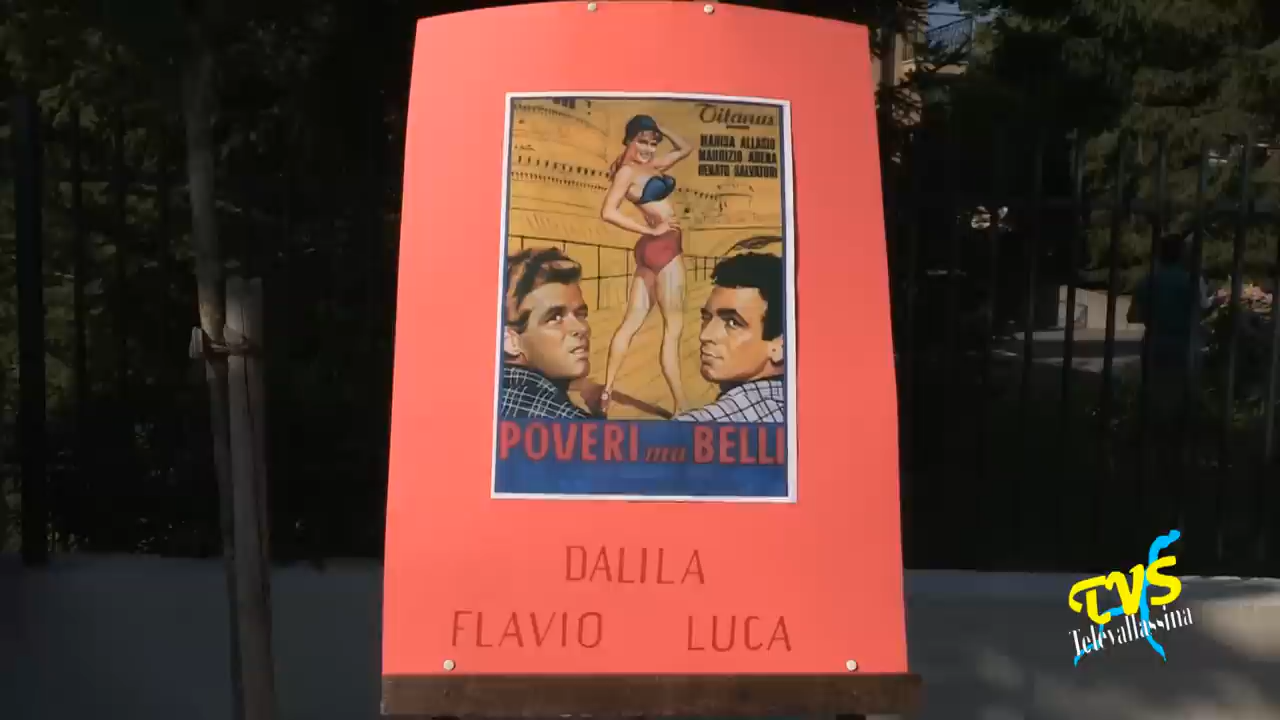 Titanus
MARISA ALLASIO
MAURIZIO ARENA
RENATO SALVATORI
POVERI ma BELLI
DALILA
FLAVIO LUCA
TVS
Televallassina